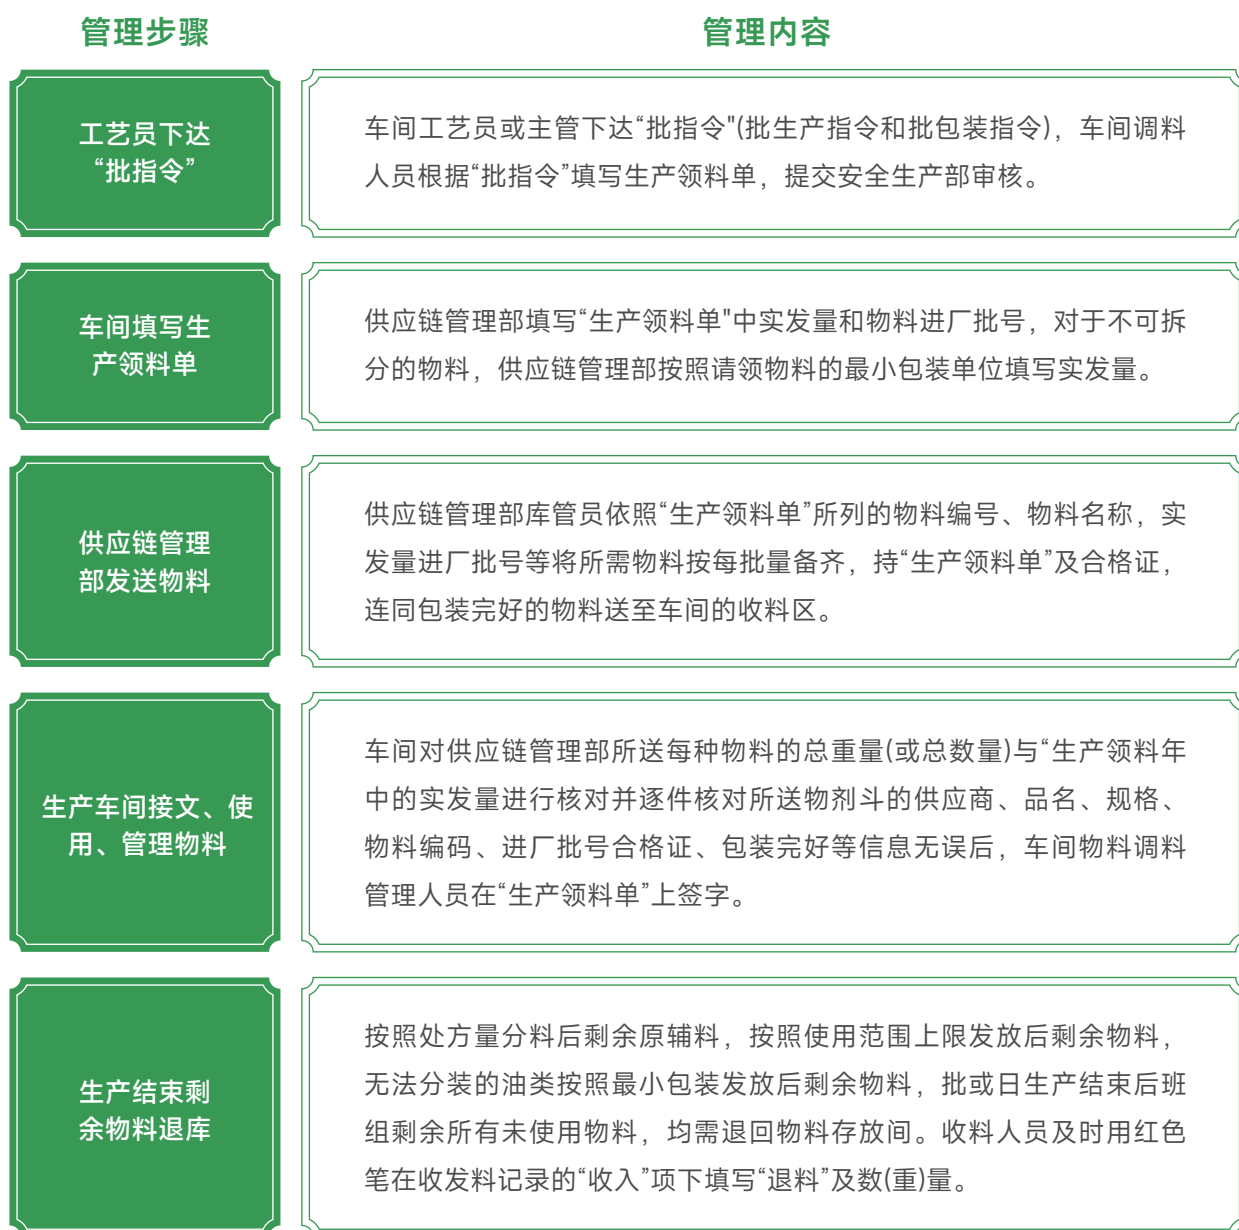 管理步骤
管理内容
工艺员下达
“批指令”
车间工艺员或主管下达“批指令"(批生产指令和批包装指令)，车间调料
人员根据“批指令”填写生产领料单，提交安全生产部审核。
车间填写生
产领料单
供应链管理部填写“生产领料单"中实发量和物料进厂批号，对于不可拆
分的物料，供应链管理部按照请领物料的最小包装单位填写实发量。
供应链管理
部发送物料
供应链管理部库管员依照“生产领料单”所列的物料编号、物料名称，实
发量进厂批号等将所需物料按每批量备齐，持“生产领料单”及合格证，
连同包装完好的物料送至车间的收料区。
生产车间接文、使
用、管理物料
车间对供应链管理部所送每种物料的总重量(或总数量)与“生产领料年
中的实发量进行核对并逐件核对所送物剂斗的供应商、品名、规格、
物料编码、进厂批号合格证、包装完好等信息无误后，车间物料调料
管理人员在“生产领料单”上签字。
生产结束剩
余物料退库
按照处方量分料后剩余原辅料，按照使用范围上限发放后剩余物料，
无法分装的油类按照最小包装发放后剩余物料，批或日生产结束后班
组剩余所有未使用物料，均需退回物料存放间。收料人员及时用红色
笔在收发料记录的“收入”项下填写“退料”及数(重)量。